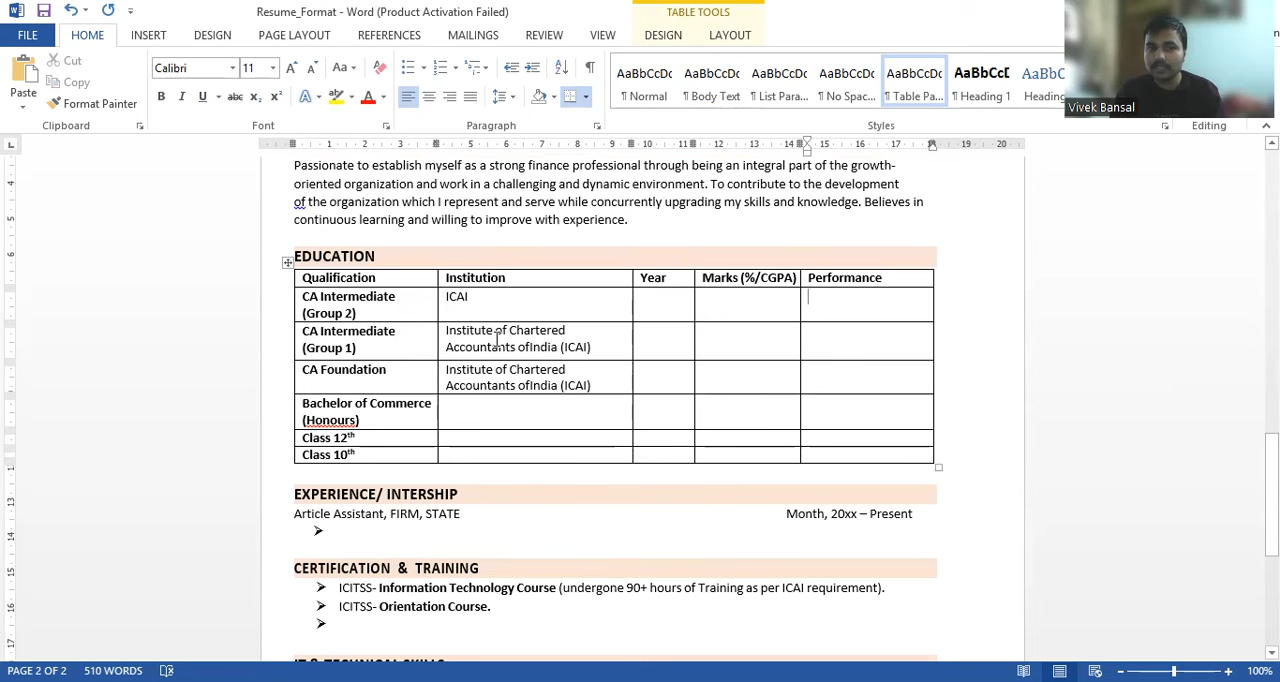 Resume_Format - Word (Product Activation Failed)
TABLE TOOLS
FILE
HOME
INSERT
DESIGN
PAGE LAYOUT
REFERENCES
MAILINGS
REVIEW
VIEW
DESIGN
LAYOUT
Paste
Cut
Copy
Format Painter
Clipboard
Calibri
11
Font
Paragraph
AaBbCcDc
¶ Normal
AaBbCcDc
¶ Body Text
AaBbCcDc
¶ List Para...
AaBbCcDc
¶ No Spac...
AaBbCcDc
¶ Table Pa...
AaBbCcD
¶ Heading 1
Heading
Styles
Editing
Vivek Bansal
Passionate to establish myself as a strong finance professional through being an integral part of the growth-
oriented organization and work in a challenging and dynamic environment. To contribute to the development
of the organization which I represent and serve while concurrently upgrading my skills and knowledge. Believes in
continuous learning and willing to improve with experience.
EDUCATION
Qualification Institution Year Marks (%/CGPA) Performance
CA Intermediate
(Group 2)
ICAI
CA Intermediate
(Group 1)
Institute of Chartered
Accountants ofIndia (ICAI)
CA Foundation
Institute of Chartered
Accountants ofIndia (ICAI)
Bachelor of Commerce
(Honours)
Class 12th
Class 10th
EXPERIENCE/ INTERSHIP
Article Assistant, FIRM, STATE Month, 20xx – Present
CERTIFICATION & TRAINING
ICITSS- Information Technology Course (undergone 90+ hours of Training as per ICAI requirement).
ICITSS- Orientation Course.
IT & TECHNICAL SKILLS
PAGE 2 OF 2
510 WORDS
100%